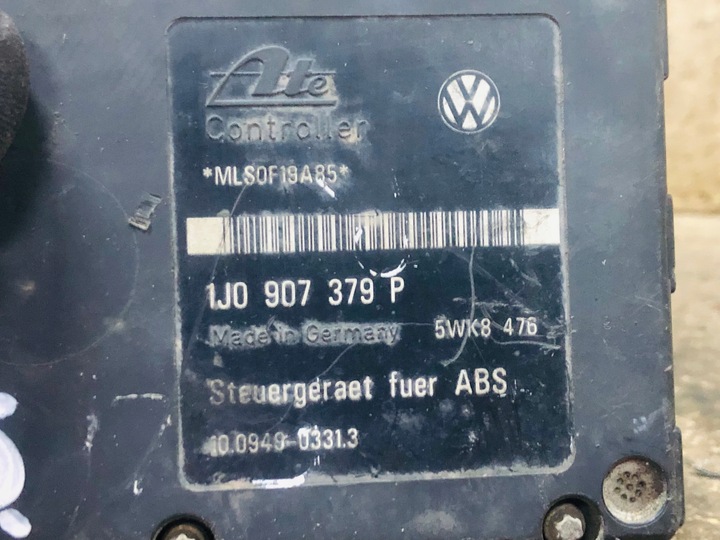 Ate
Controller
*MLS0F19A85*
1J0 907 379 P
Made in Germany 5WK8 476
Steuergeraet fuer ABS
10.0949-0331.3